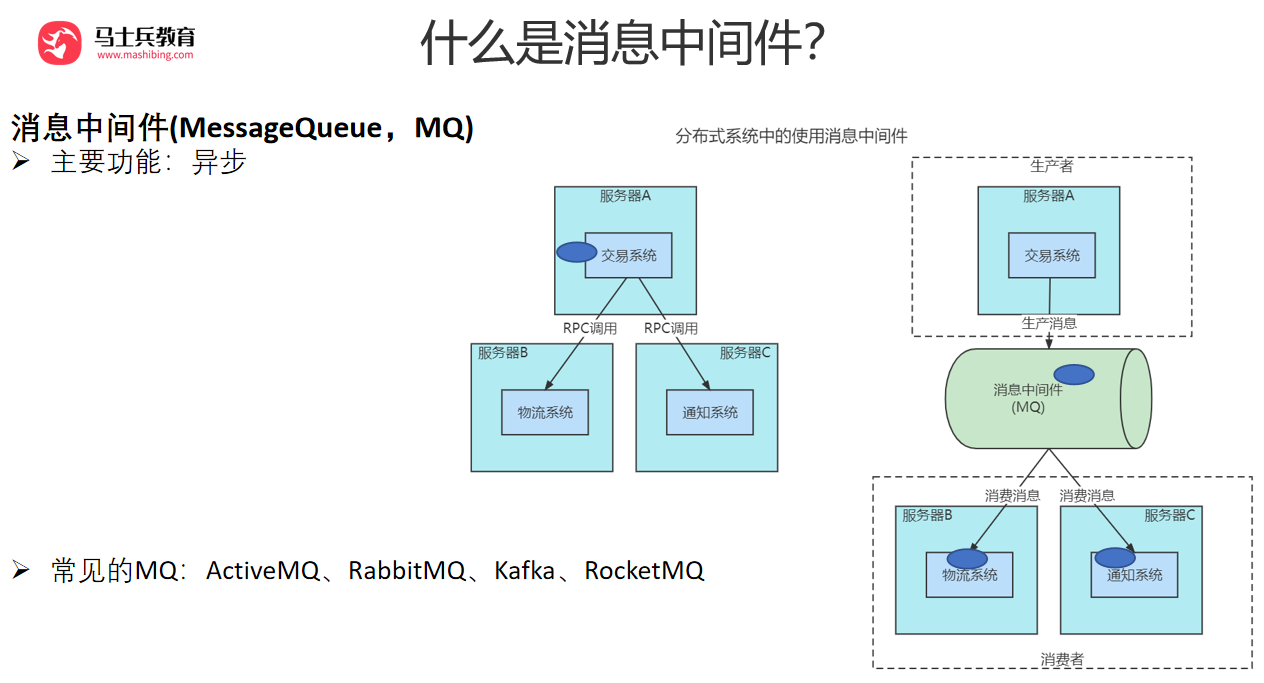 马士兵教育
www.mashibing.com
什么是消息中间件？
消息中间件(MessageQueue，MQ)
➢ 主要功能：异步
分布式系统中的使用消息中间件
服务器A
交易系统
RPC调用
RPC调用
服务器B
物流系统
服务器C
通知系统
生产者
服务器A
交易系统
生产消息
消息中间件
(MQ)
消费消息
消费消息
服务器B
物流系统
服务器C
通知系统
消费者
➢ 常见的MQ：ActiveMQ、RabbitMQ、Kafka、RocketMQ